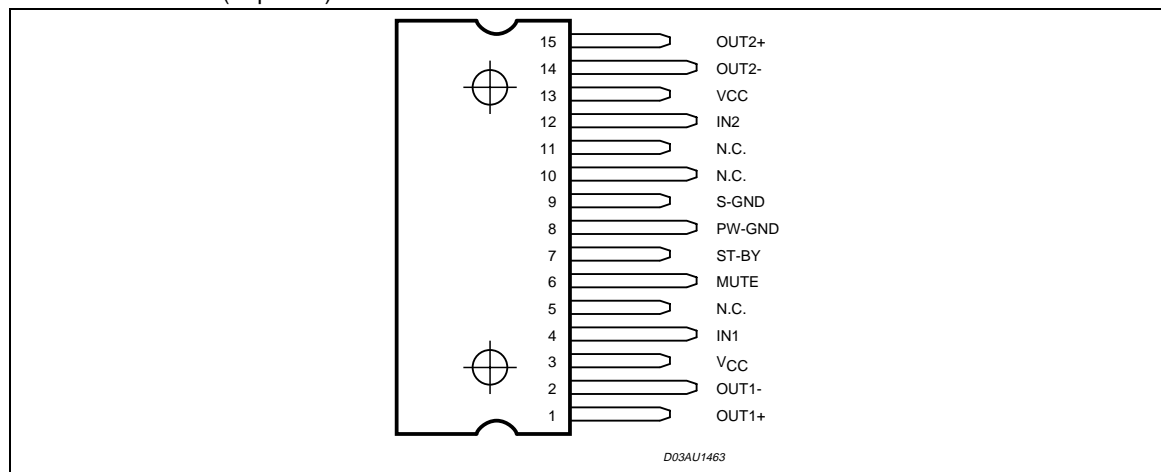 15 OUT2+
14 OUT2-
13 VCC
12 IN2
11 N.C.
10 N.C.
9 S-GND
8 PW-GND
7 ST-BY
6 MUTE
5 N.C.
4 IN1
3 VCC
2 OUT1-
1 OUT1+
D03AU1463